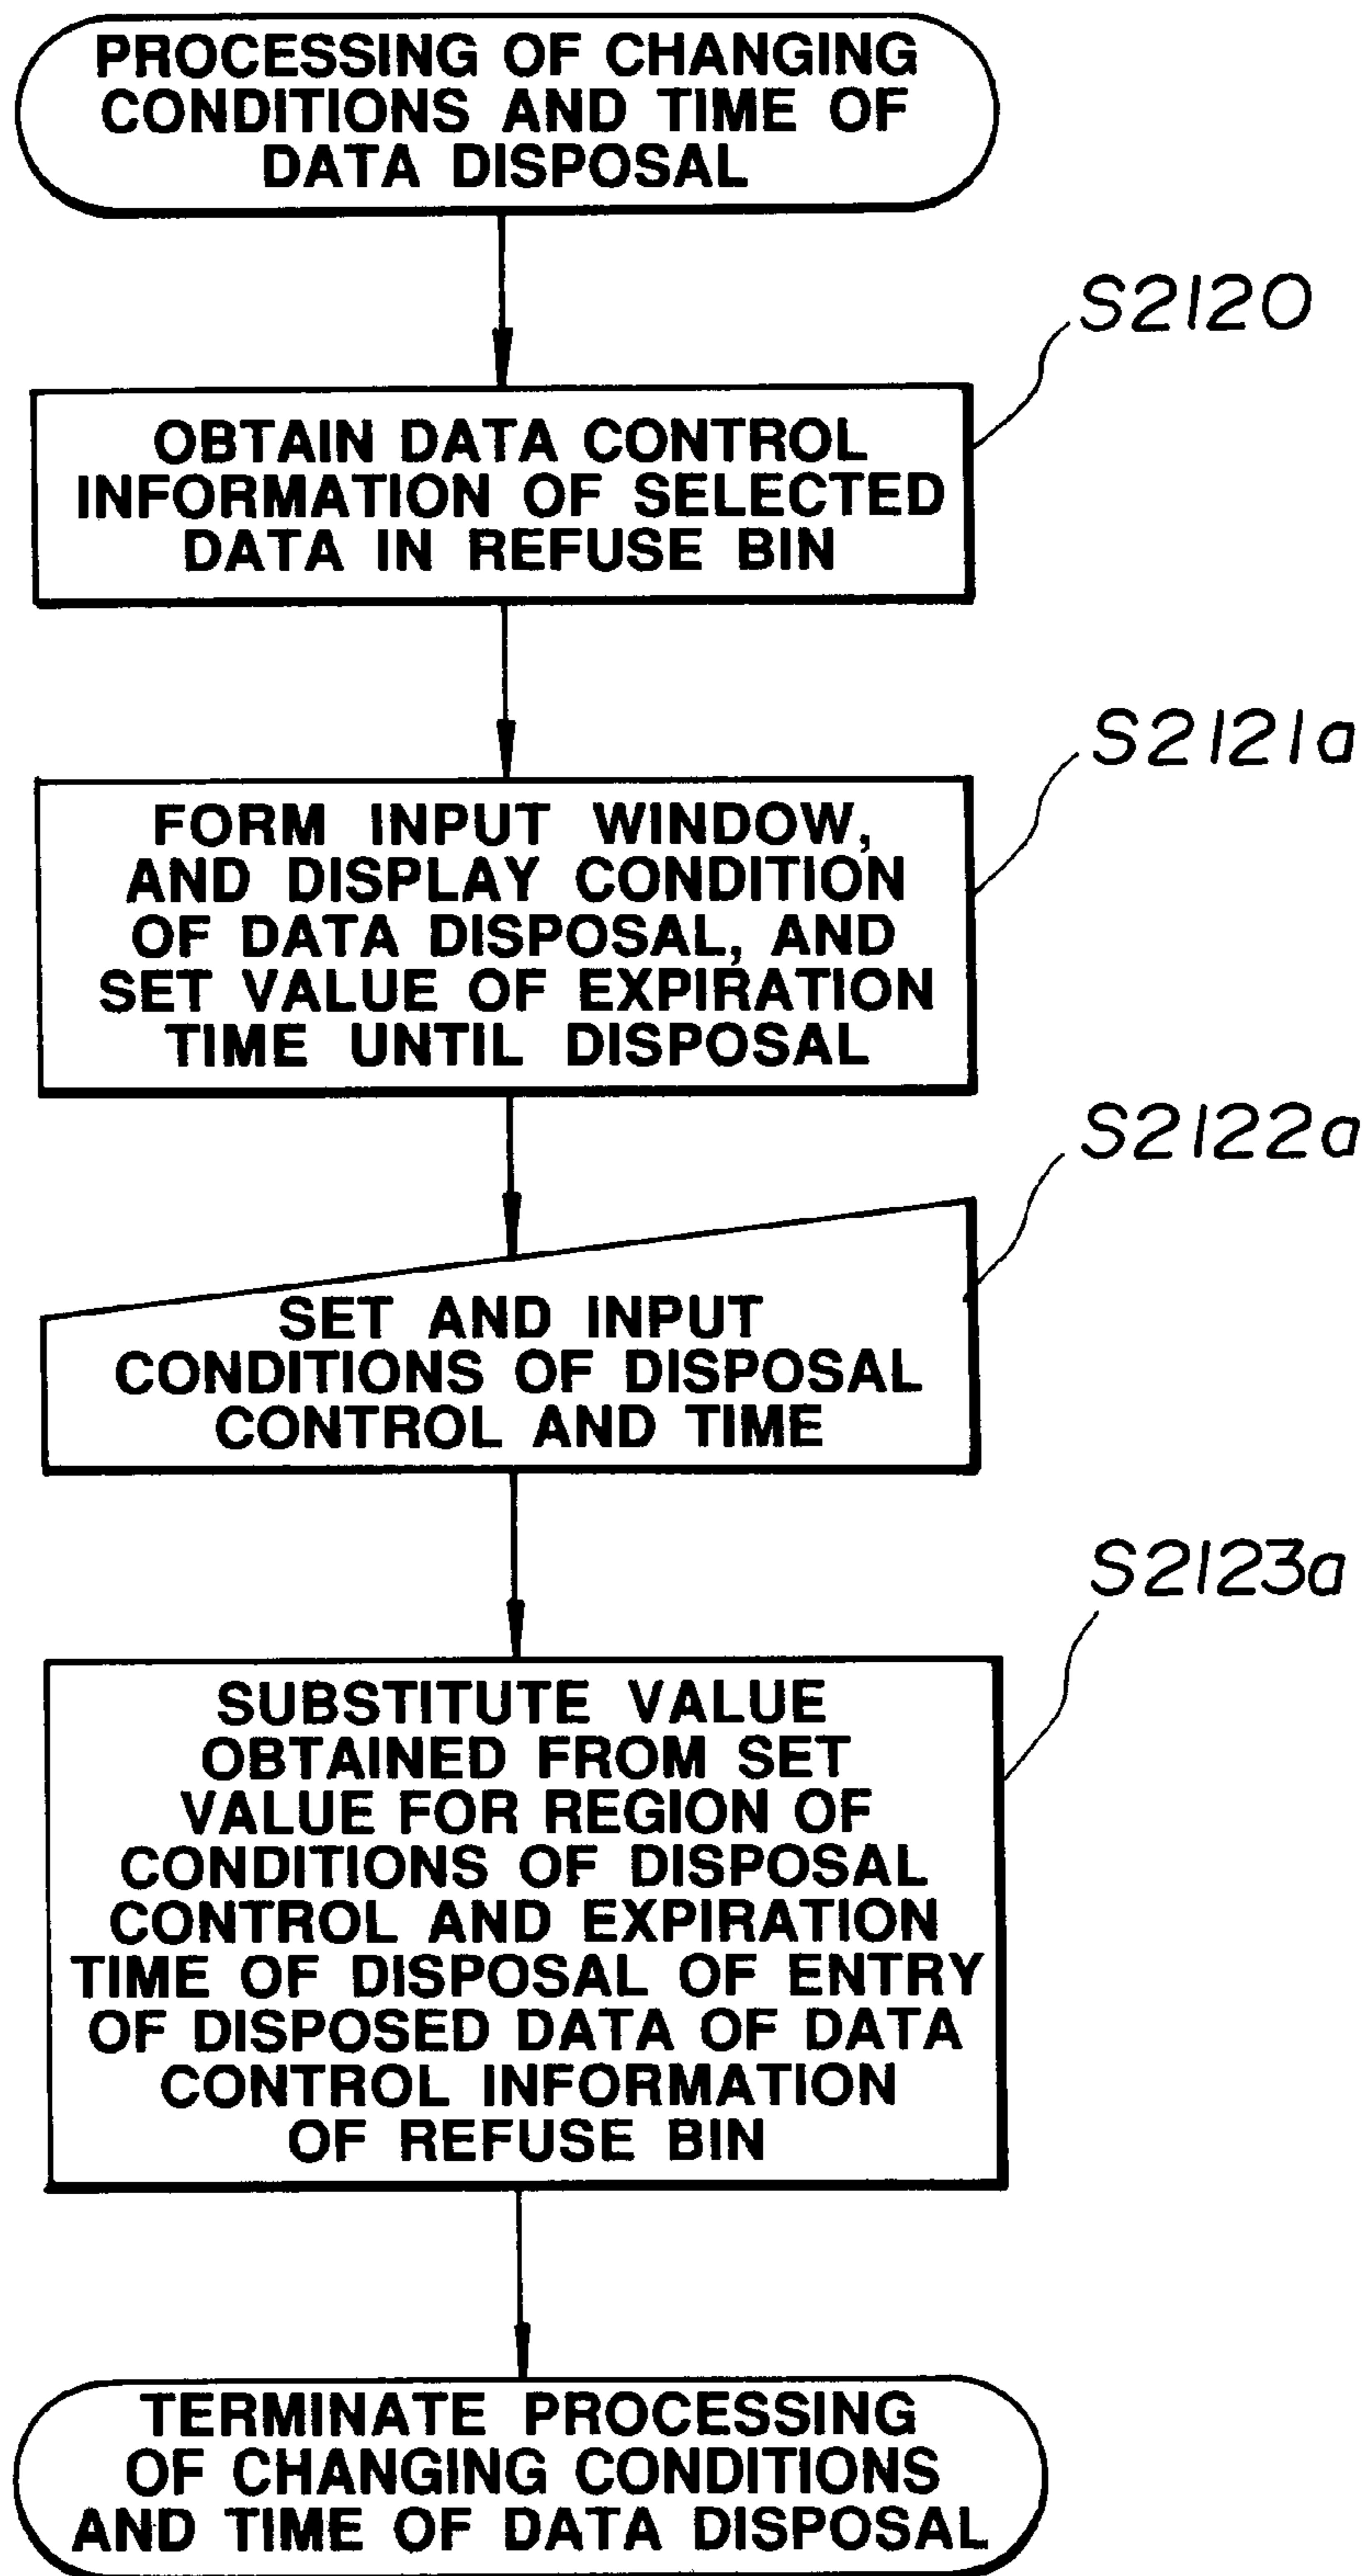 PROCESSING OF CHANGING
CONDITIONS AND TIME OF
DATA DISPOSAL
S2120
OBTAIN DATA CONTROL
INFORMATION OF SELECTED
DATA IN REFUSE BIN
S2121a
FORM INPUT WINDOW,
AND DISPLAY CONDITION
OF DATA DISPOSAL, AND
SET VALUE OF EXPIRATION
TIME UNTIL DISPOSAL
S2122a
SET AND INPUT
CONDITIONS OF DISPOSAL
CONTROL AND TIME
S2123a
SUBSTITUTE VALUE
OBTAINED FROM SET
VALUE FOR REGION OF
CONDITIONS OF DISPOSAL
CONTROL AND EXPIRATION
TIME OF DISPOSAL OF ENTRY
OF DISPOSED DATA OF DATA
CONTROL INFORMATION
OF REFUSE BIN
TERMINATE PROCESSING
OF CHANGING CONDITIONS
AND TIME OF DATA DISPOSAL